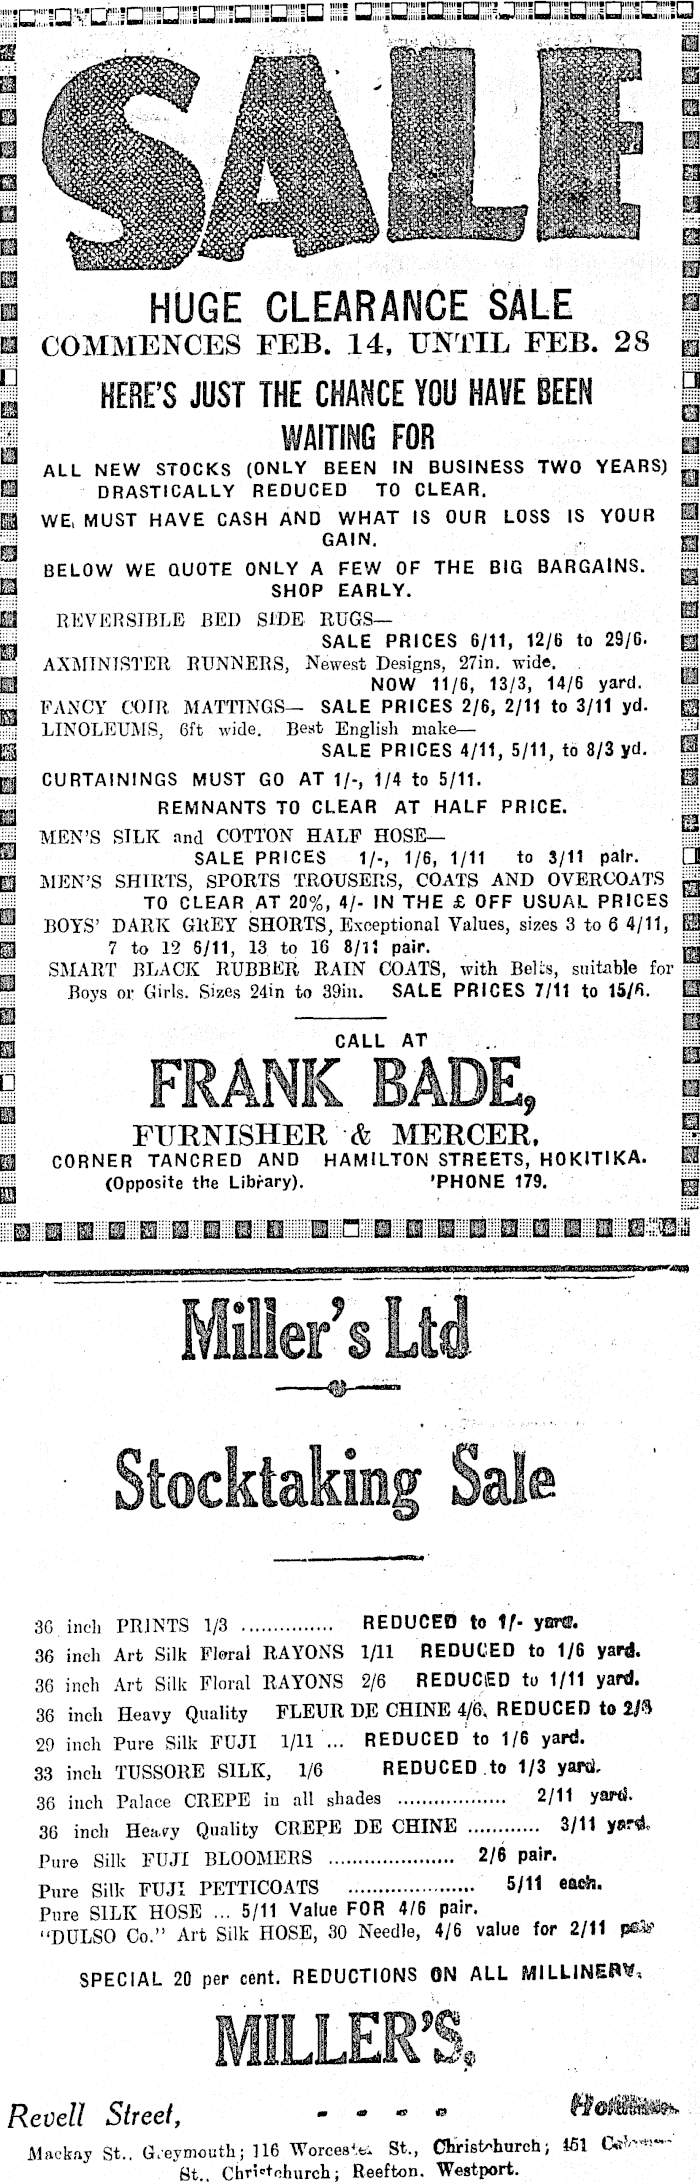 SALE
HUGE CLEARANCE SALE
COMMENCES FEB. 14, UNTIL FEB. 28
HERE'S JUST THE CHANCE YOU HAVE BEEN
WAITING FOR
ALL NEW STOCKS (ONLY BEEN IN BUSINESS TWO YEARS)
DRASTICALLY REDUCED TO CLEAR.
WE MUST HAVE CASH AND WHAT IS OUR LOSS IS YOUR
GAIN.
BELOW WE QUOTE ONLY A FEW OF THE BIG BARGAINS.
SHOP EARLY.
REVERSIBLE BED SIDE RUGS—
SALE PRICES 6/11, 12/6 to 29/6.
AXMINISTER RUNNERS, Newest Designs, 27in. wide.
NOW 11/6, 13/3, 14/6 yard.
FANCY COIR MATTINGS— SALE PRICES 2/6, 2/11 to 3/11 yd.
LINOLEUMS, 6ft wide. Best English make—
SALE PRICES 4/11, 5/11, to 8/3 yd.
CURTAININGS MUST GO AT 1/-, 1/4 to 5/11.
REMNANTS TO CLEAR AT HALF PRICE.
MEN'S SILK and COTTON HALF HOSE—
SALE PRICES 1/-, 1/6, 1/11 to 3/11 pair.
MEN'S SHIRTS, SPORTS TROUSERS, COATS AND OVERCOATS
TO CLEAR AT 20%, 4/- IN THE £ OFF USUAL PRICES
BOYS' DARK GREY SHORTS, Exceptional Values, sizes 3 to 6 4/11,
7 to 12 6/11, 13 to 16 8/11 pair.
SMART BLACK RUBBER RAIN COATS, with Belts, suitable for
Boys or Girls. Sizes 24in to 39in. SALE PRICES 7/11 to 15/6.
CALL AT
FRANK BADE,
FURNISHER & MERCER.
CORNER TANCRED AND HAMILTON STREETS, HOKITIKA.
(Opposite the Library). 'PHONE 179.
Miller's Ltd
Stocktaking Sale
36 inch PRINTS 1/3 ............... REDUCED to 1/- yard.
36 inch Art Silk Floral RAYONS 1/11 REDUCED to 1/6 yard.
36 inch Art Silk Floral RAYONS 2/6 REDUCED to 1/11 yard.
36 inch Heavy Quality FLEUR DE CHINE 4/6, REDUCED to
29 inch Pure Silk FUJI 1/11 ... REDUCED to 1/6 yard.
33 inch TUSSORE SILK, 1/6 REDUCED to 1/3 yard.
36 inch Palace CREPE in all shades .................. 2/11 yard.
36 inch Heavy Quality CREPE DE CHINE ............ 3/11 yard.
Pure Silk FUJI BLOOMERS ..................... 2/6 pair.
Pure Silk FUJI PETTICOATS ..................... 5/11 each.
Pure SILK HOSE ... 5/11 Value FOR 4/6 pair.
"DULSO Co." Art Silk HOSE, 30 Needle, 4/6 value for 2/11 pair
SPECIAL 20 per cent. REDUCTIONS ON ALL MILLINERY.
MILLER'S,
Revell Street, - - - -
Mackay St., Greymouth; 116 Worcester St., Christchurch; 451
St., Christchurch; Reefton, Westport.